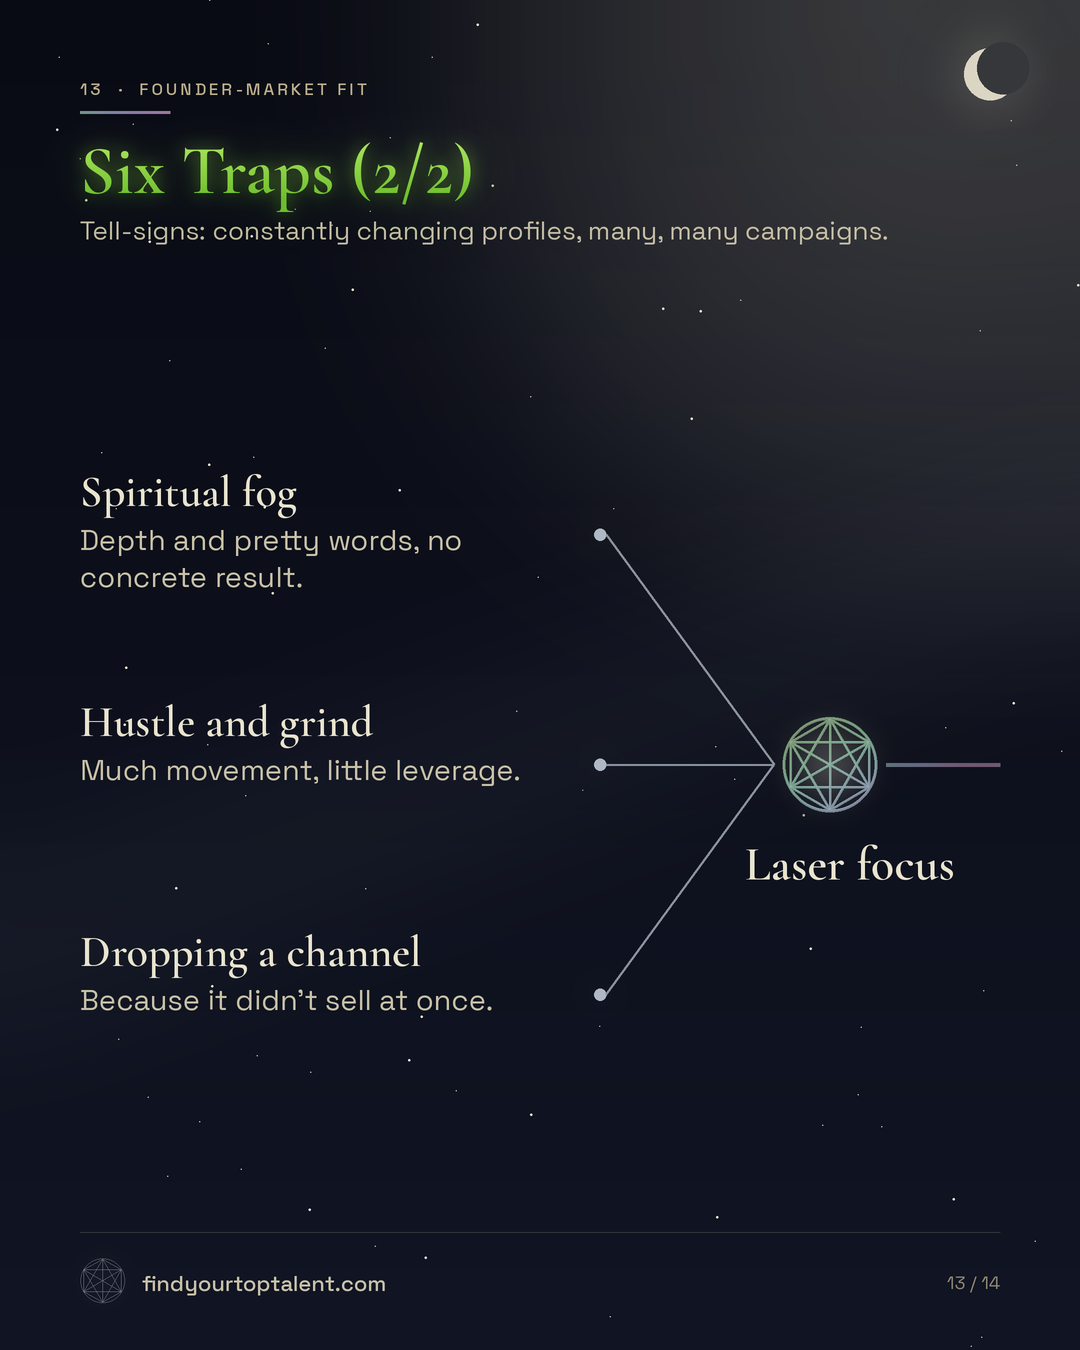 13 · FOUNDER-MARKET FIT
Six Traps (2/2)
Tell-signs: constantly changing profiles, many, many campaigns.
Spiritual fog
Depth and pretty words, no
concrete result.
Hustle and grind
Much movement, little leverage.
Laser focus
Dropping a channel
Because it didn't sell at once.
findyourtoptalent.com
13 / 14